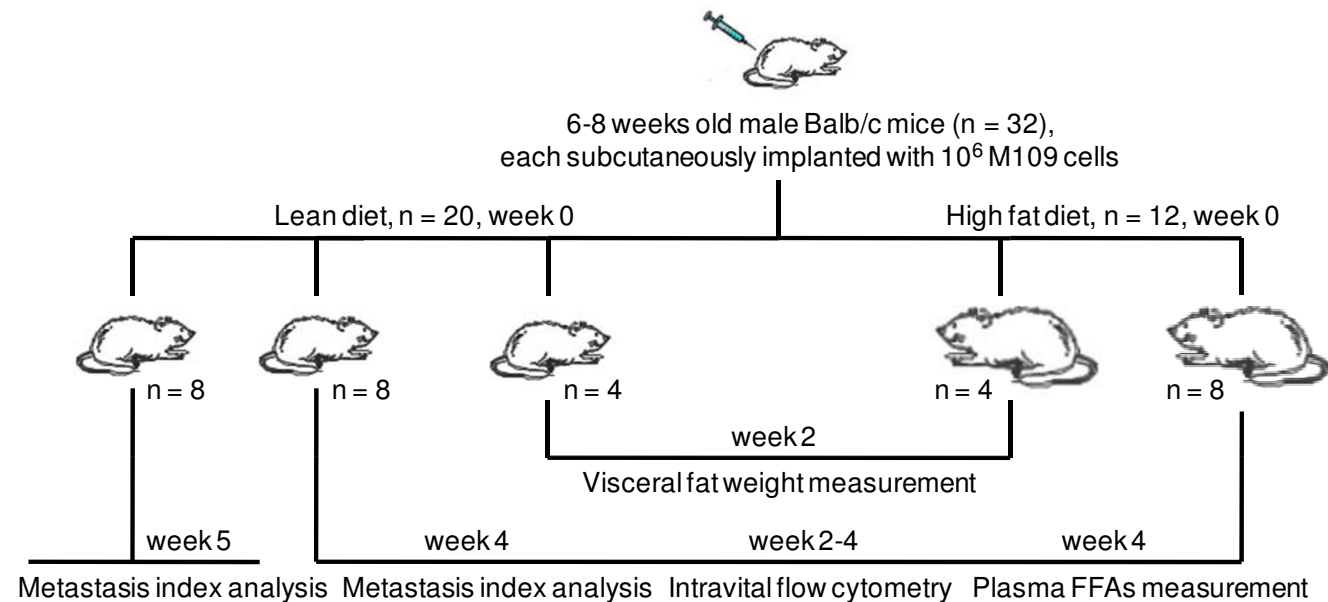 6-8 weeks old male Balb/c mice (n = 32),
each subcutaneously implanted with 10⁶ M109 cells
Lean diet, n = 20, week 0
High fat diet, n = 12, week 0
n = 8
n = 8
n = 4
n = 4
n = 8
week 2
Visceral fat weight measurement
week 5
week 4
week 2-4
week 4
Metastasis index analysis
Metastasis index analysis
Intravital flow cytometry
Plasma FFAs measurement